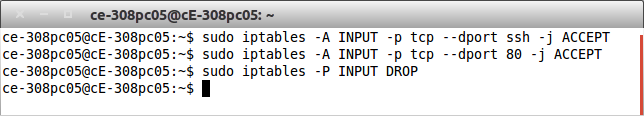 ce-308pc05@cE-308pc05: ~
ce-308pc05@cE-308pc05:~$ sudo iptables -A INPUT -p tcp --dport ssh -j ACCEPT
ce-308pc05@cE-308pc05:~$ sudo iptables -A INPUT -p tcp --dport 80 -j ACCEPT
ce-308pc05@cE-308pc05:~$ sudo iptables -P INPUT DROP
ce-308pc05@cE-308pc05:~$